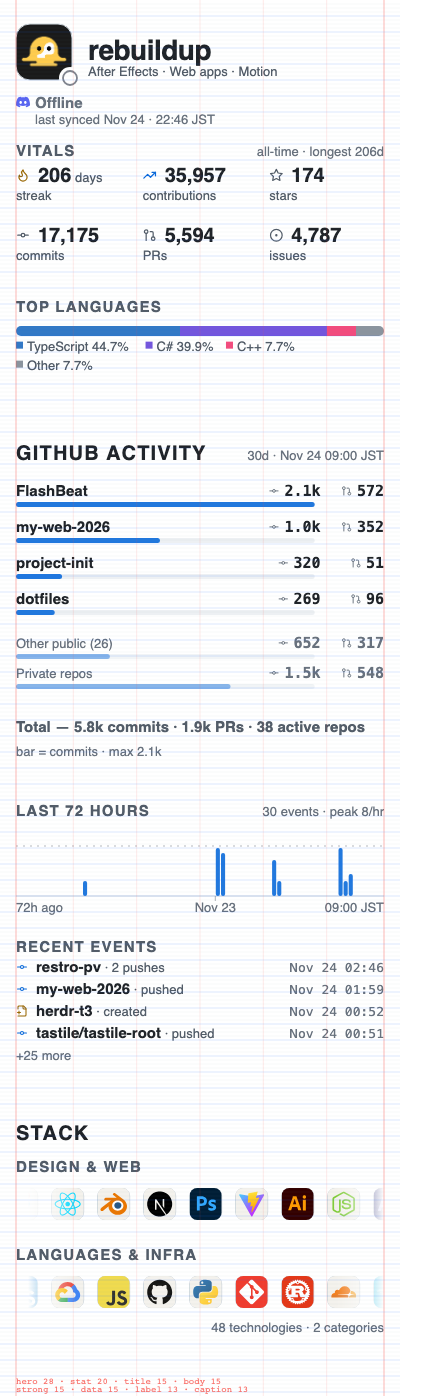 rebuildup
After Effects · Web apps · Motion
Offline
last synced Nov 24 · 22:46 JST
VITALS all-time · longest 206d
206 days 35,957 174
streak contributions stars
17,175 5,594 4,787
commits PRs issues
TOP LANGUAGES
TypeScript 44.7% C# 39.9% C++ 7.7%
Other 7.7%
GITHUB ACTIVITY 30d · Nov 24 09:00 JST
FlashBeat 2.1k 572
my-web-2026 1.0k 352
project-init 320 51
dotfiles 269 96
Other public (26) 652 317
Private repos 1.5k 548
Total — 5.8k commits · 1.9k PRs · 38 active repos
bar = commits · max 2.1k
LAST 72 HOURS 30 events · peak 8/hr
72h ago Nov 23 09:00 JST
RECENT EVENTS
restro-pv · 2 pushes Nov 24 02:46
my-web-2026 · pushed Nov 24 01:59
herdr-t3 · created Nov 24 00:52
tastile/tastile-root · pushed Nov 24 00:51
+25 more
STACK
DESIGN & WEB
N Ps Ai JS
LANGUAGES & INFRA
JS R
48 technologies · 2 categories
hero 28 · stat 20 · title 15 · body 15
strong 15 · data 15 · label 13 · caption 13